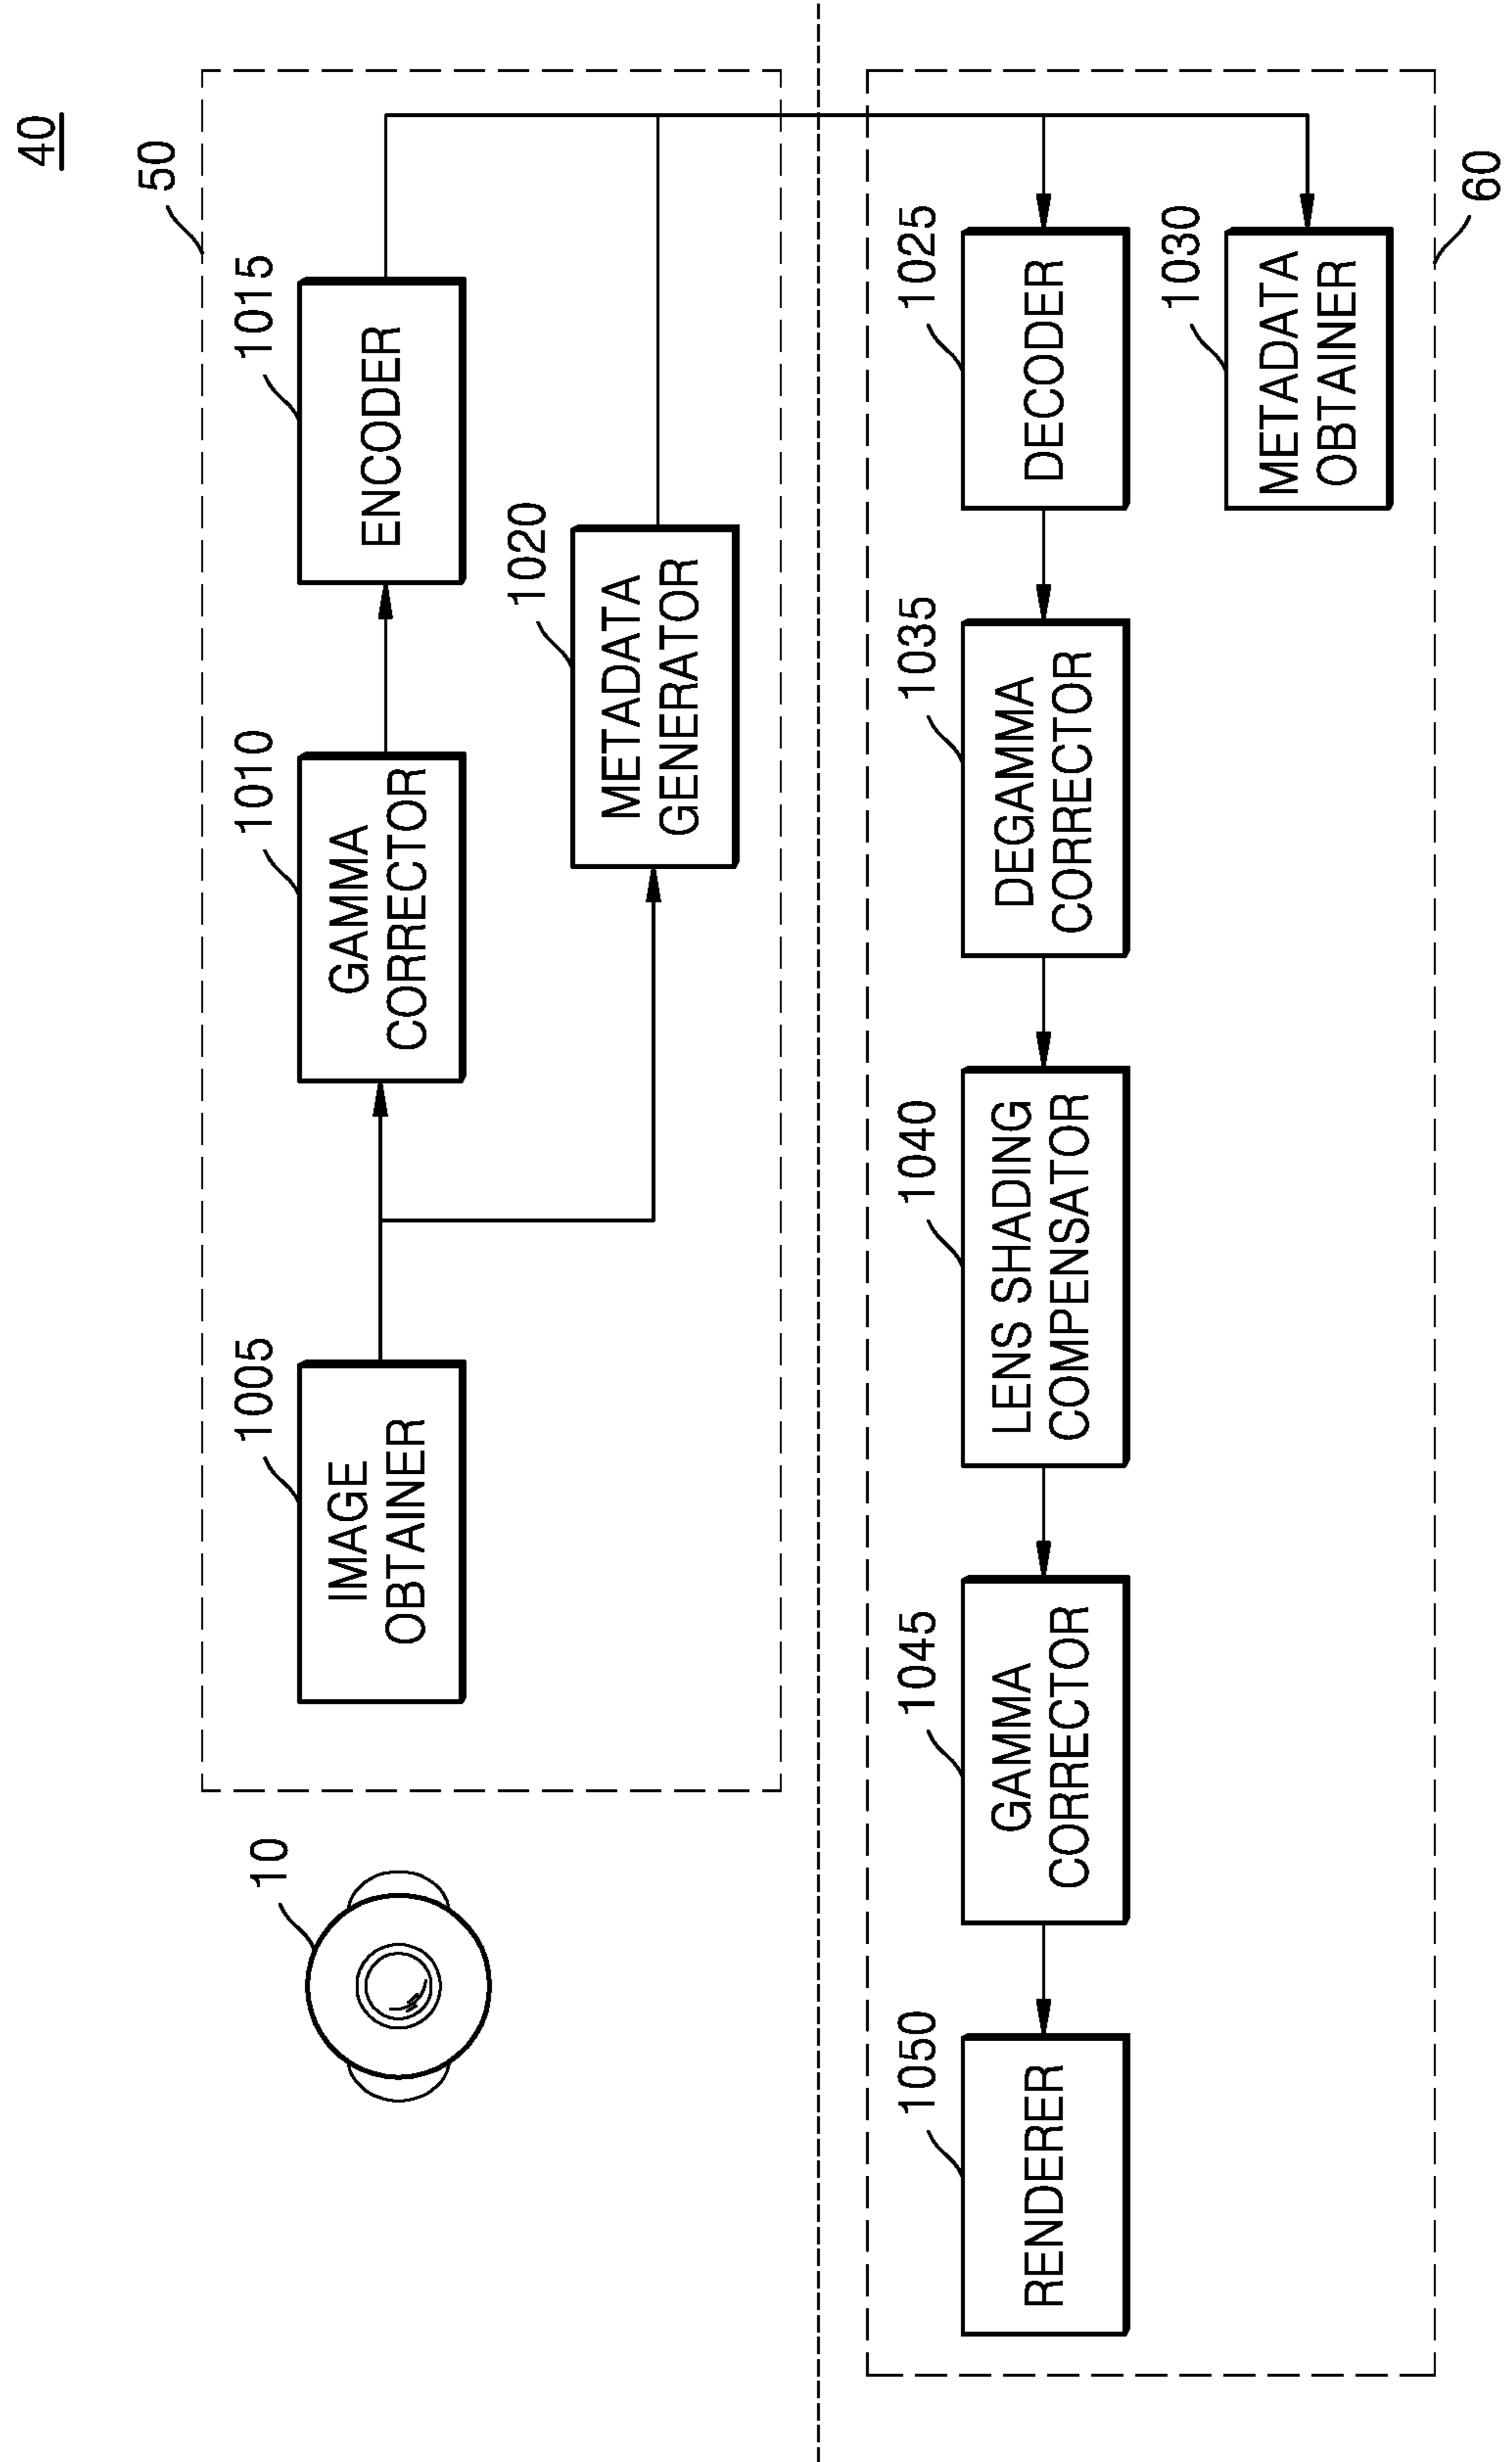 40
50
10
1005
IMAGE
OBTAINER
1010
GAMMA
CORRECTOR
1015
ENCODER
1020
METADATA
GENERATOR
1050
RENDERER
1045
GAMMA
CORRECTOR
1040
LENS SHADING
COMPENSATOR
1035
DEGAMMA
CORRECTOR
1025
DECODER
1030
METADATA
OBTAINER
60